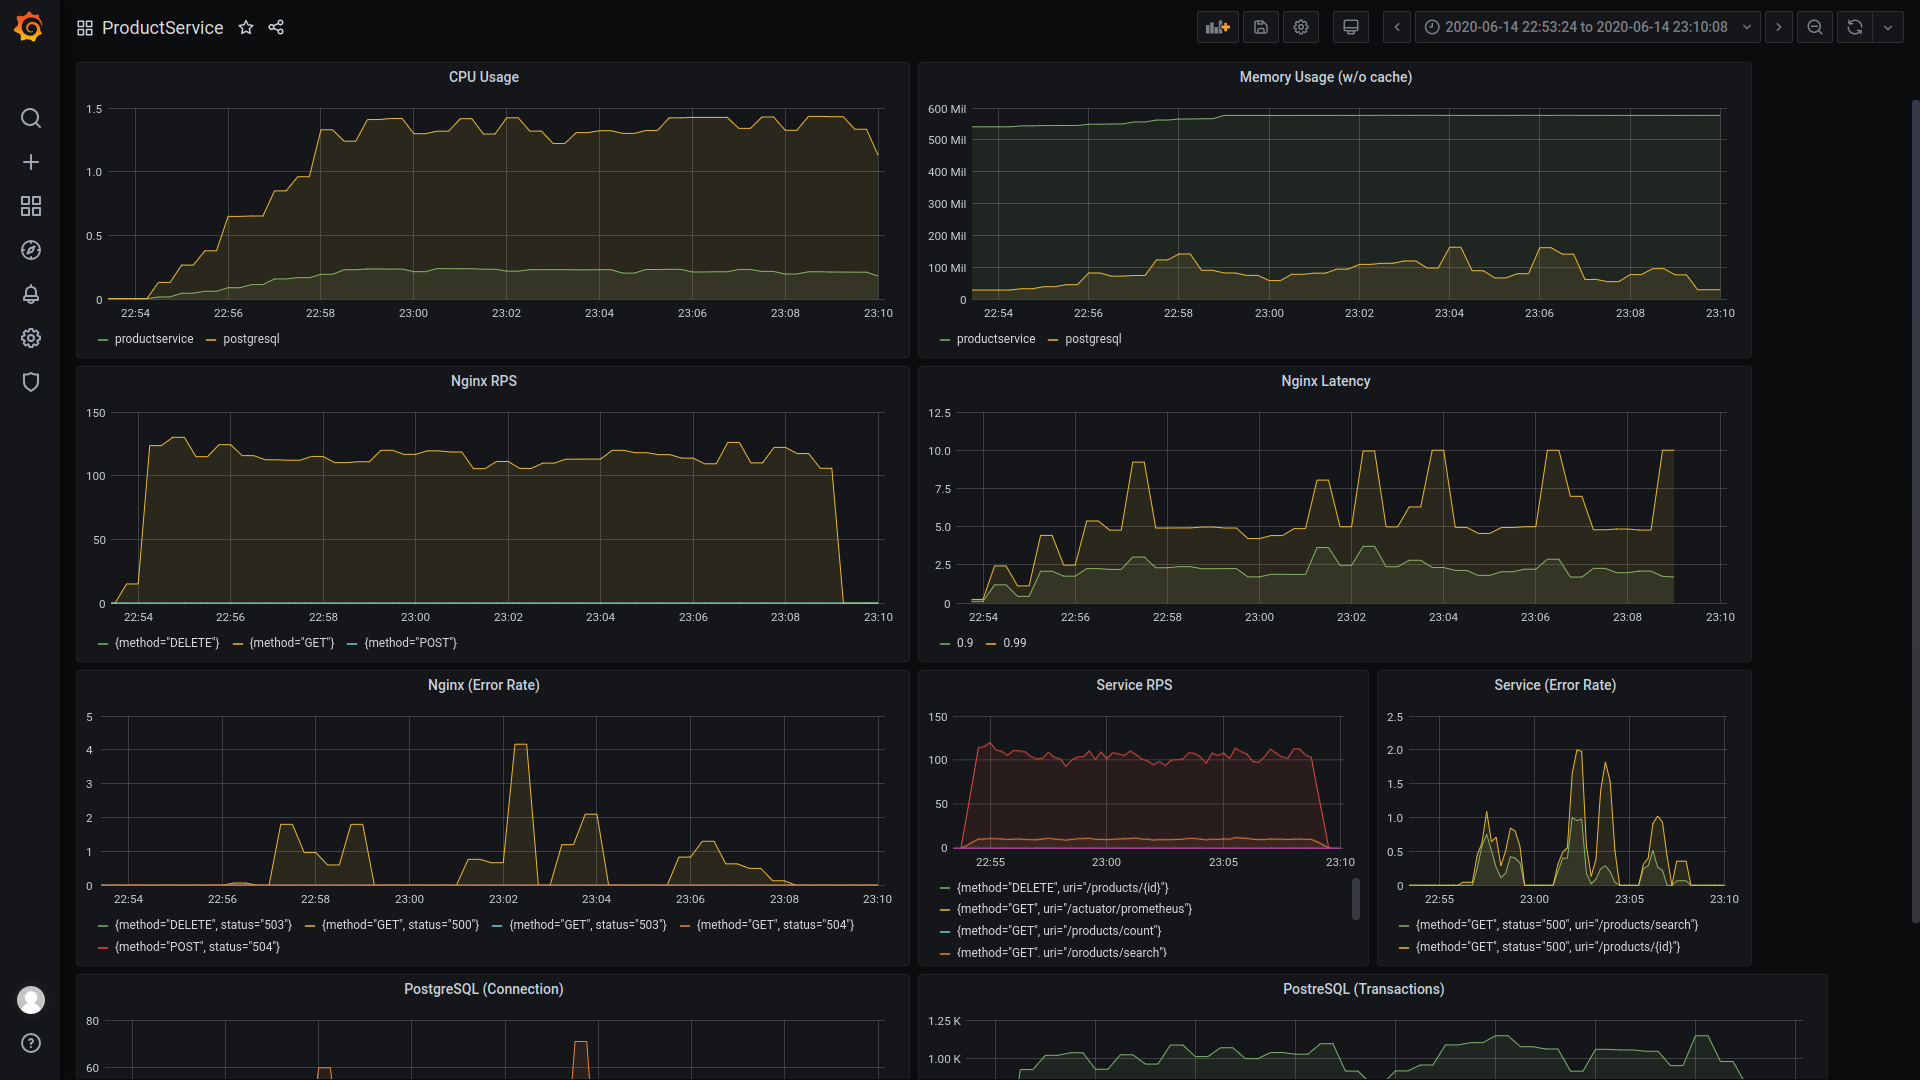 ProductService
2020-06-14 22:53:24 to 2020-06-14 23:10:08
CPU Usage
1.5
1.0
0.5
0
22:54 22:56 22:58 23:00 23:02 23:04 23:06 23:08 23:10
productservice postgresql
Memory Usage (w/o cache)
600 Mil
500 Mil
400 Mil
300 Mil
200 Mil
100 Mil
0
22:54 22:56 22:58 23:00 23:02 23:04 23:06 23:08 23:10
productservice postgresql
Nginx RPS
150
100
50
0
22:54 22:56 22:58 23:00 23:02 23:04 23:06 23:08 23:10
{method="DELETE"} {method="GET"} {method="POST"}
Nginx Latency
12.5
10.0
7.5
5.0
2.5
0
22:54 22:56 22:58 23:00 23:02 23:04 23:06 23:08 23:10
0.9 0.99
Nginx (Error Rate)
5
4
3
2
1
0
22:54 22:56 22:58 23:00 23:02 23:04 23:06 23:08 23:10
{method="DELETE", status="503"} {method="GET", status="500"} {method="GET", status="503"} {method="GET", status="504"}
{method="POST", status="504"}
Service RPS
150
100
50
0
22:55 23:00 23:05 23:10
{method="DELETE", uri="/products/{id}"}
{method="GET", uri="/actuator/prometheus"}
{method="GET", uri="/products/count"}
{method="GET", uri="/products/search"}
Service (Error Rate)
2.5
2.0
1.5
1.0
0.5
0
22:55 23:00 23:05 23:10
{method="GET", status="500", uri="/products/search"}
{method="GET", status="500", uri="/products/{id}"}
PostgreSQL (Connection)
80
60
PostreSQL (Transactions)
1.25 K
1.00 K